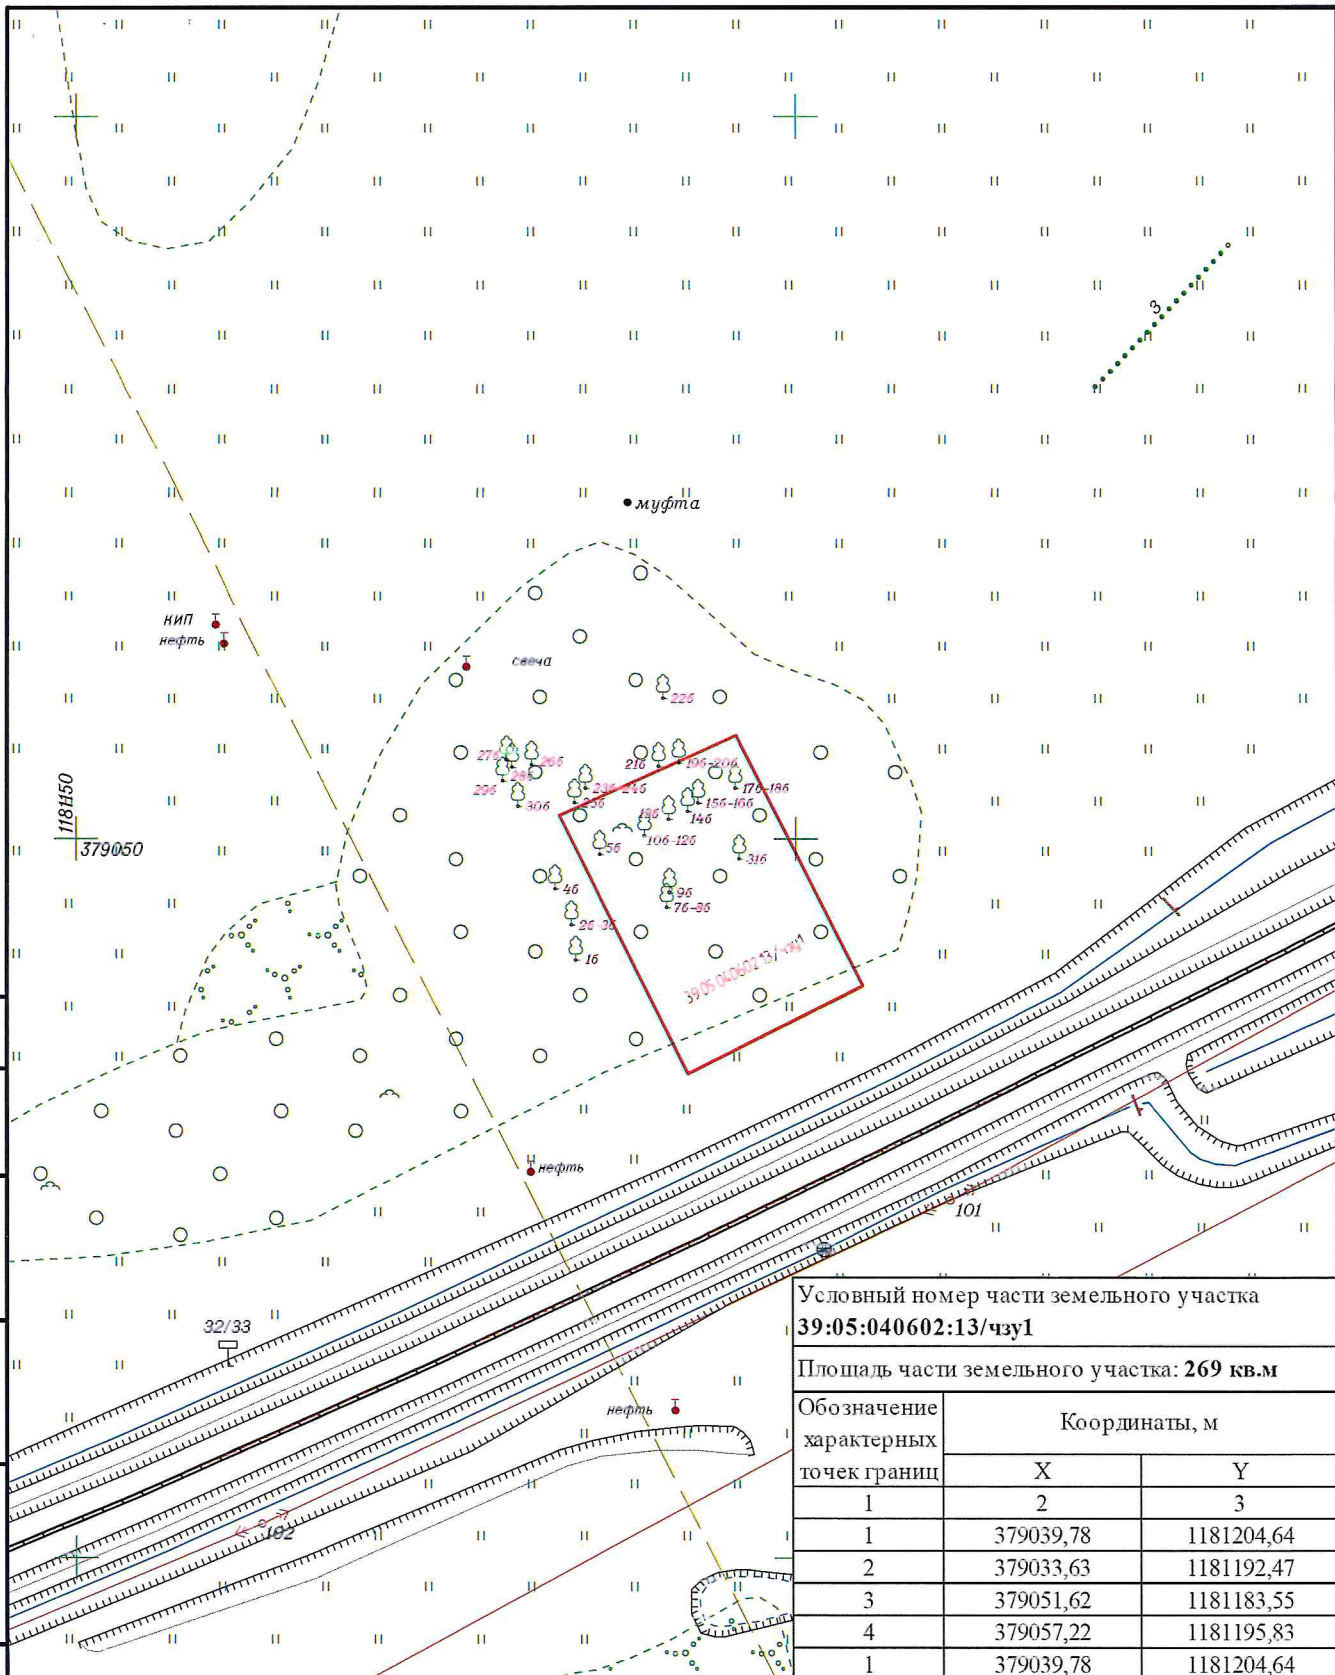 3
муфта
КИП
нефть
свеча
22б
27б
26б
21б
19б-20б
28б
29б
23б-24б
17б-18б
30б
25б
15б-16б
13б
14б
10б-12б
5б
31б
1181150
379050
4б
9б
7б-8б
2б-3б
1б
39:05:040602:13/чзу1
нефть
101
32/33
нефть
102
Условный номер части земельного участка
39:05:040602:13/чзу1
Площадь части земельного участка: 269 кв.м
Обозначение характерных точек границ
Координаты, м
X Y
1 2 3
1 379039,78 1181204,64
2 379033,63 1181192,47
3 379051,62 1181183,55
4 379057,22 1181195,83
1 379039,78 1181204,64